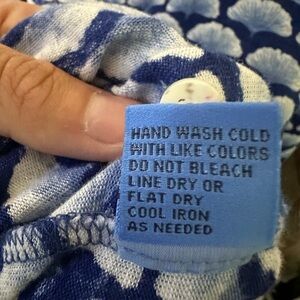 HAND WASH COLD
WITH LIKE COLORS
DO NOT BLEACH
LINE DRY OR
FLAT DRY
COOL IRON
AS NEEDED